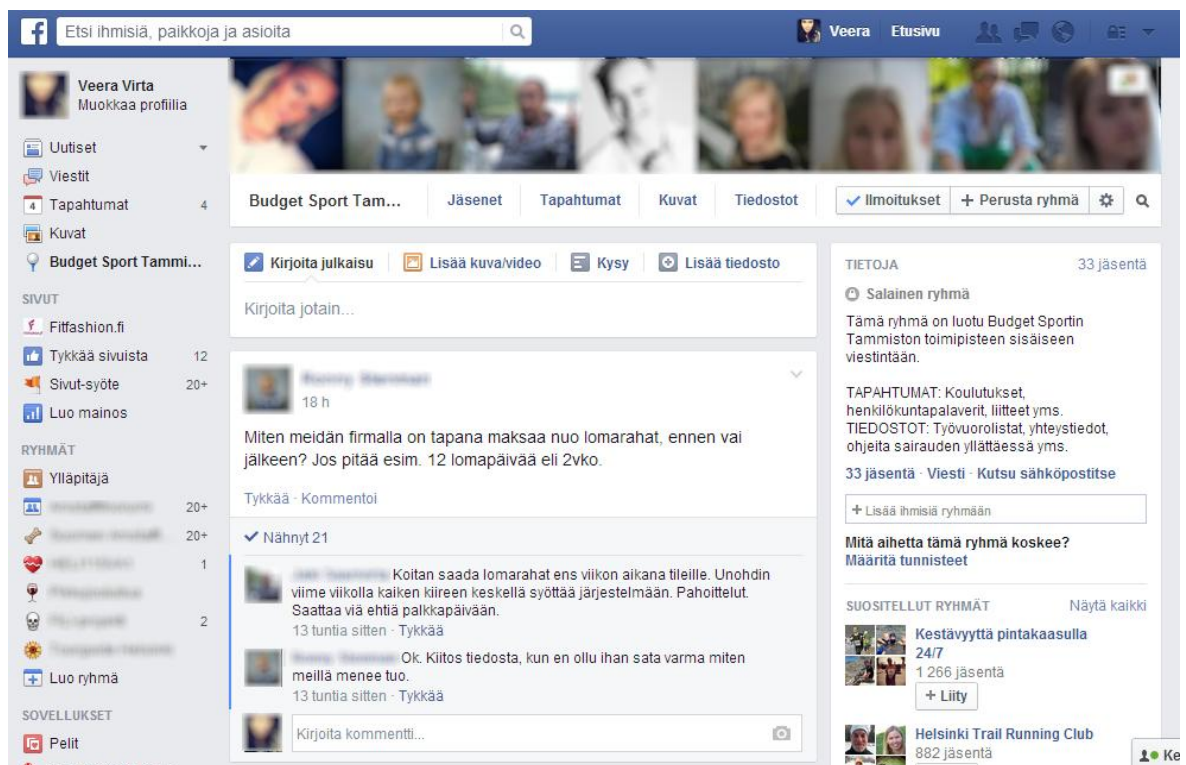 Etsi ihmisiä, paikkoja ja asioita
Veera Etusivu
Veera Virta
Muokkaa profiilia
Uutiset
Viestit
4 Tapahtumat 4
Kuvat
Budget Sport Tammi...
SIVUT
Fitfashion.fi
Tykkää sivuista 12
Sivut-syöte 20+
Luo mainos
RYHMÄT
Ylläpitäjä
20+
20+
1
2
Luo ryhmä
SOVELLUKSET
Pelit
Budget Sport Tam... Jäsenet Tapahtumat Kuvat Tiedostot Ilmoitukset + Perusta ryhmä
Kirjoita julkaisu Lisää kuva/video Kysy Lisää tiedosto
Kirjoita jotain...
18 h
Miten meidän firmalla on tapana maksaa nuo lomarahat, ennen vai
jälkeen? Jos pitää esim. 12 lomapäivää eli 2vko.
Tykkää · Kommentoi
Nähnyt 21
Koitan saada lomarahat ens viikon aikana tileille. Unohdin
viime viikolla kaiken kiireen keskellä syöttää järjestelmään. Pahoittelut.
Saattaa viä ehtiä palkkapäivään.
13 tuntia sitten · Tykkää
Ok. Kiitos tiedosta, kun en ollu ihan sata varma miten
meillä menee tuo.
13 tuntia sitten · Tykkää
Kirjoita kommentti...
TIETOJA 33 jäsentä
Salainen ryhmä
Tämä ryhmä on luotu Budget Sportin
Tammiston toimipisteen sisäiseen
viestintään.
TAPAHTUMAT: Koulutukset,
henkilökuntapalaverit, liitteet yms.
TIEDOSTOT: Työvuorolistat, yhteystiedot,
ohjeita sairauden yllättäessä yms.
33 jäsentä · Viesti · Kutsu sähköpostitse
+ Lisää ihmisiä ryhmään
Mitä aihetta tämä ryhmä koskee?
Määritä tunnisteet
SUOSITELLUT RYHMÄT Näytä kaikki
Kestävyyttä pintakaasulla
24/7
1 266 jäsentä
+ Liity
Helsinki Trail Running Club
882 jäsentä
Ke